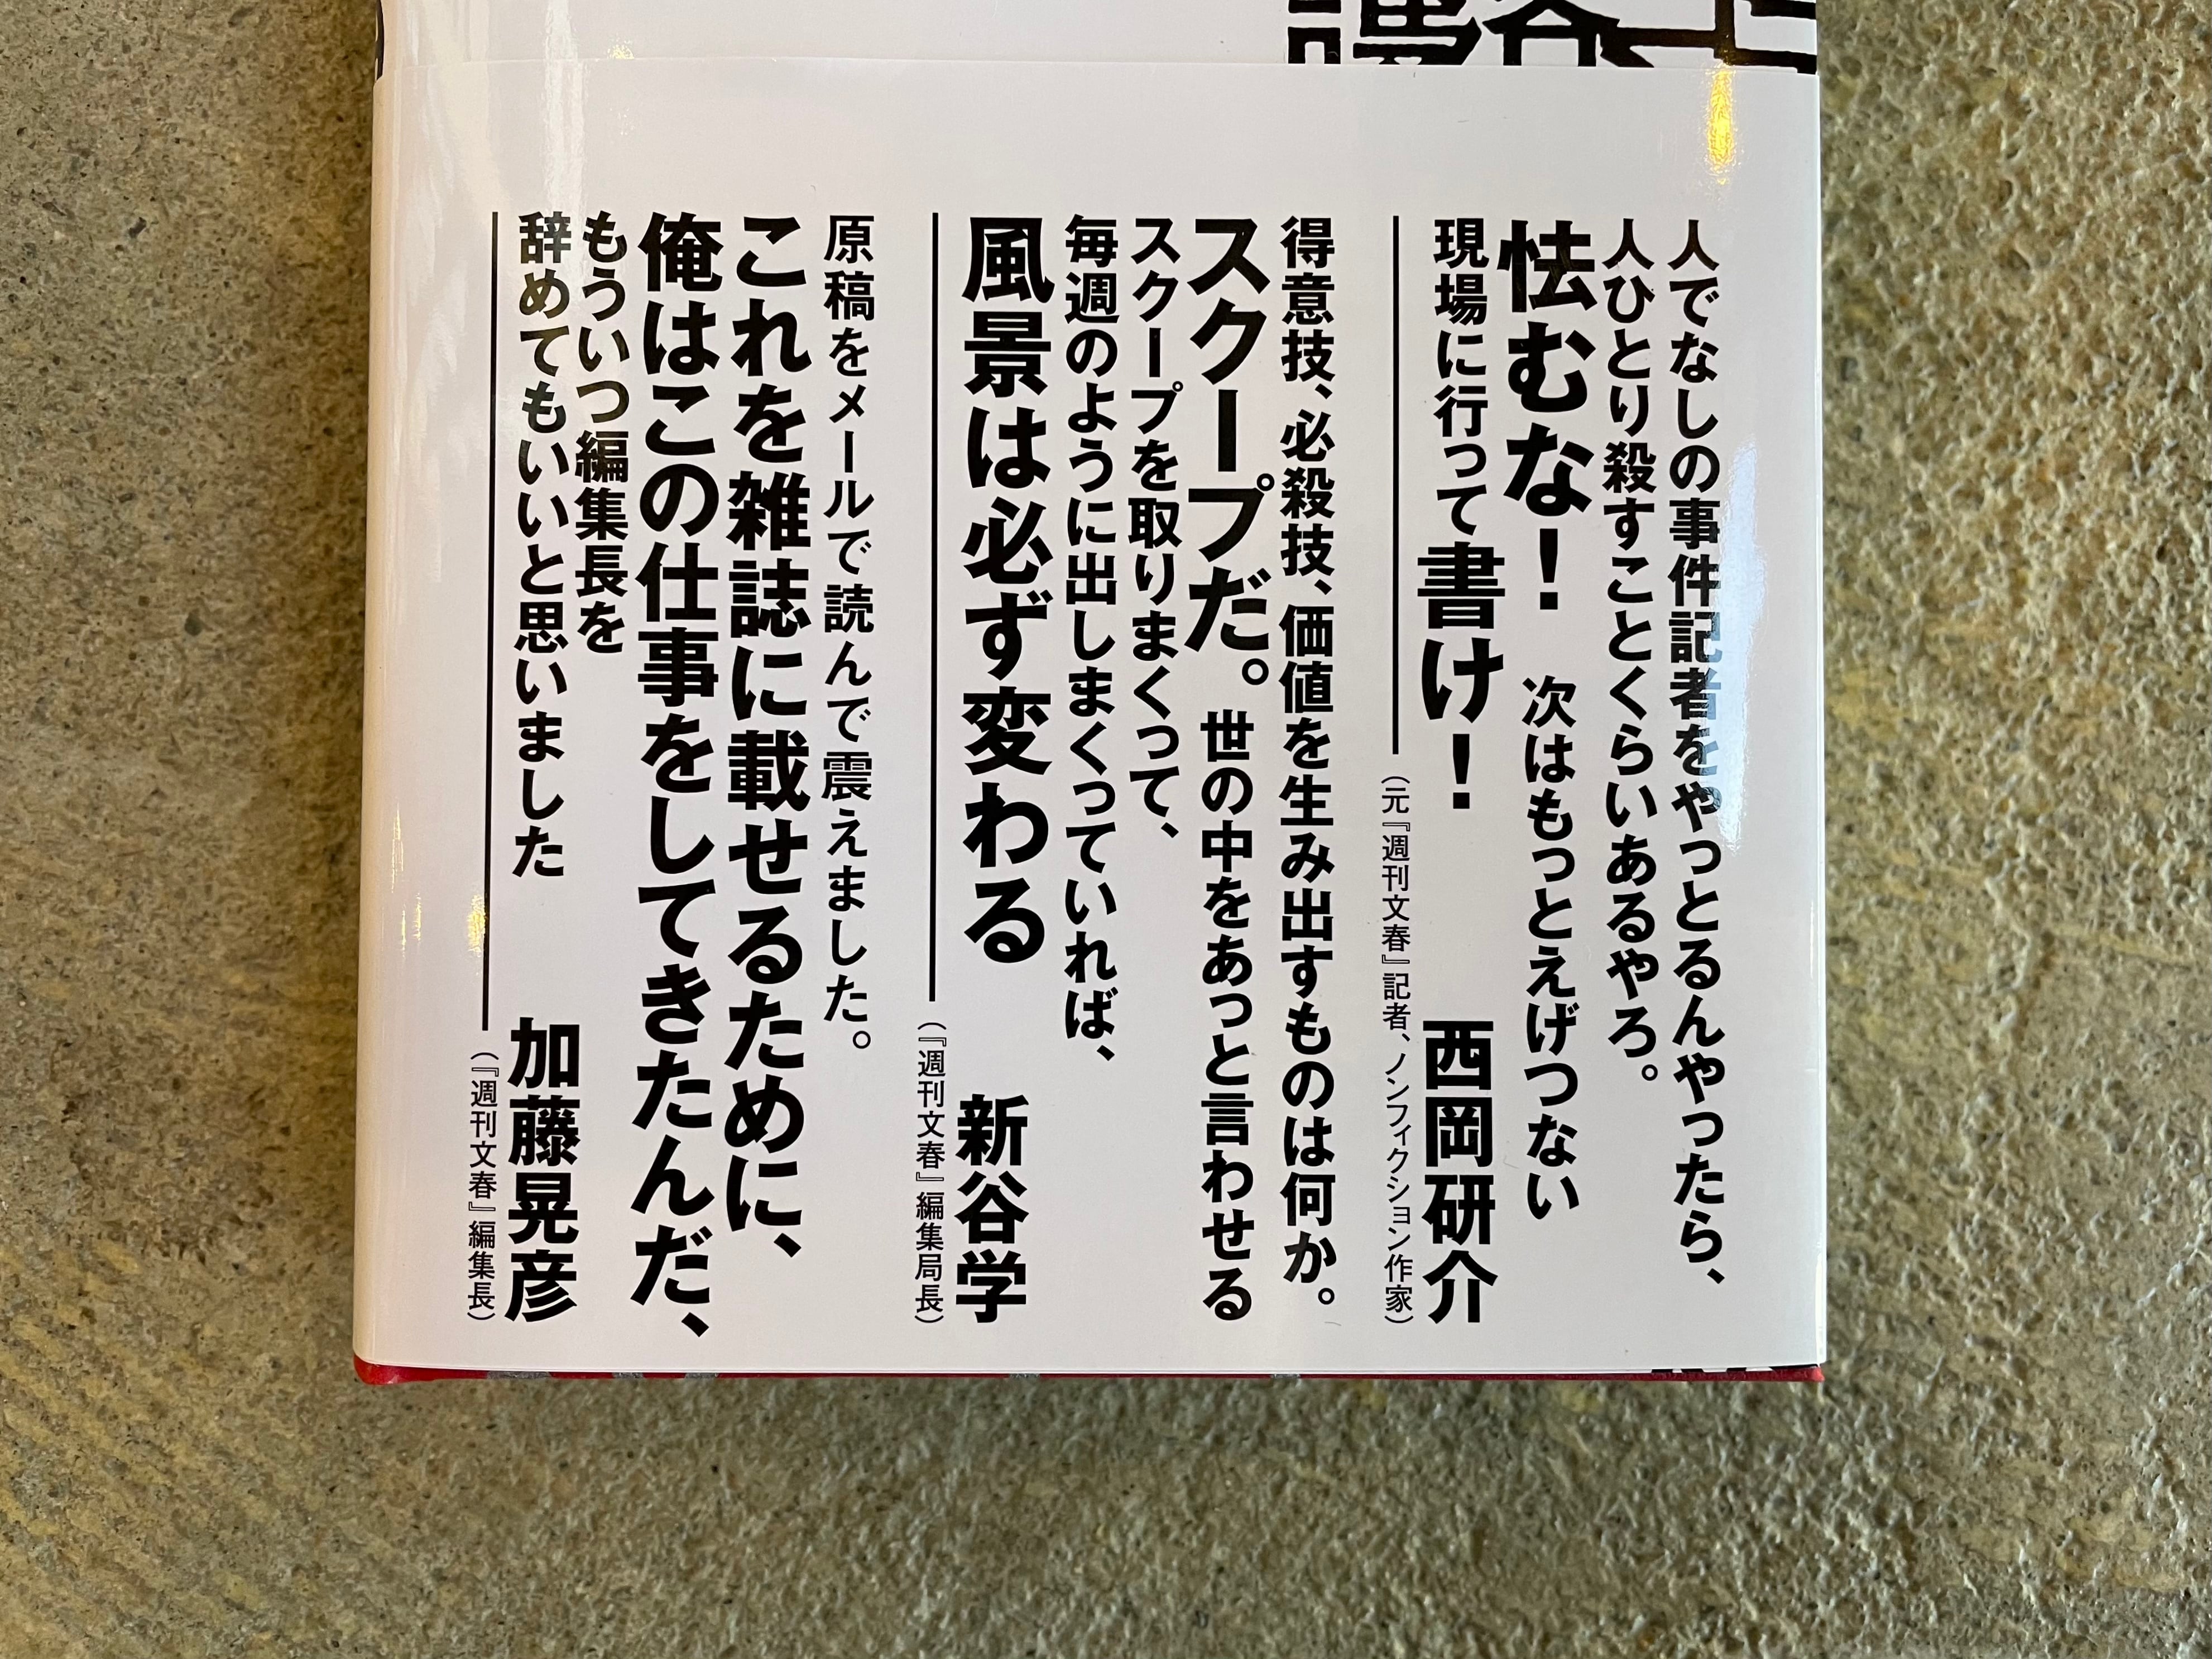 人でなしの事件記者をやっとるんやったら、
人ひとり殺すことくらいあるやろ。
怯むな！ 次はもっとえげつない
現場に行って書け！
西岡研介
（元『週刊文春』記者、ノンフィクション作家）
得意技、必殺技、価値を生み出すものは何か。
スクープだ。世の中をあっと言わせる
スクープを取りまくって、
毎週のように出しまくっていれば、
風景は必ず変わる
新谷学
（『週刊文春』編集局長）
原稿をメールで読んで震えました。
これを雑誌に載せるために、
俺はこの仕事をしてきたんだ、
もういつ編集長を
辞めてもいいと思いました
加藤晃彦
（『週刊文春』編集長）